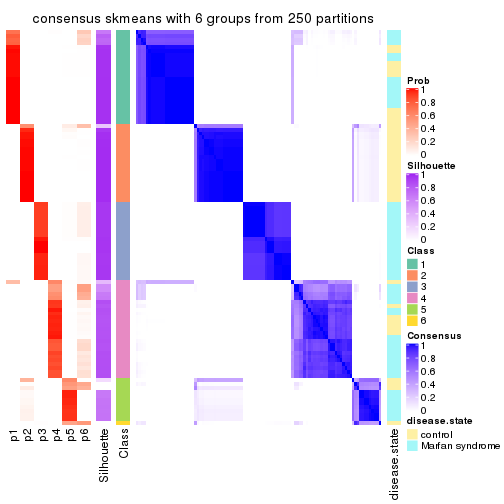 consensus skmeans with 6 groups from 250 partitions
Prob
1
0.8
0.6
0.4
0.2
0
Silhouette
1
0.8
0.6
0.4
0.2
0
Class
1
2
3
4
5
6
Consensus
1
0.8
0.6
0.4
0.2
0
disease.state
control
Marfan syndrome
p1
p2
p3
p4
p5
p6
Silhouette
Class
disease.state